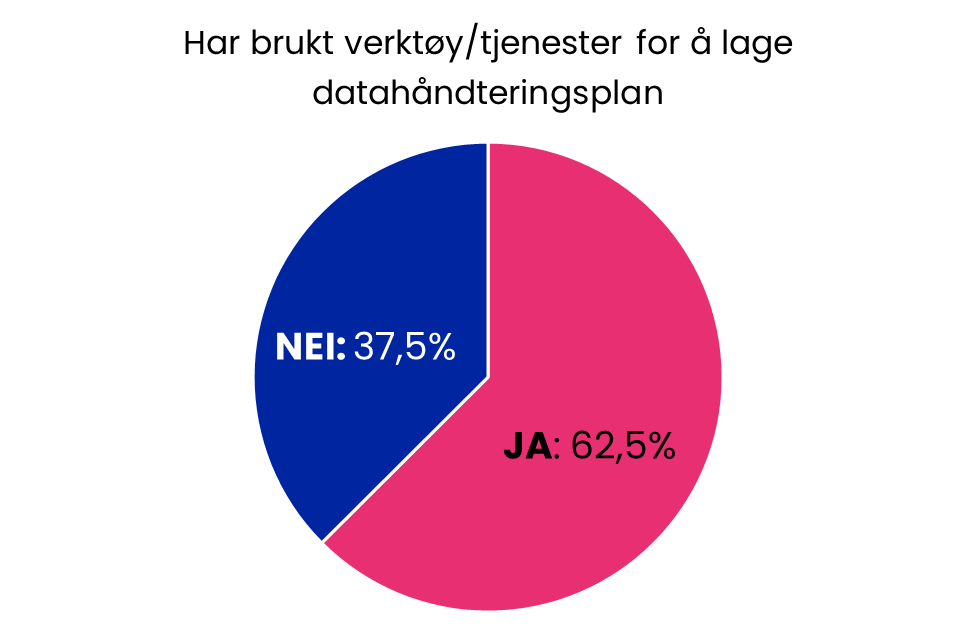 Har brukt verktøy/tjenester for å lage
datahåndteringsplan
NEI: 37,5%
JA: 62,5%